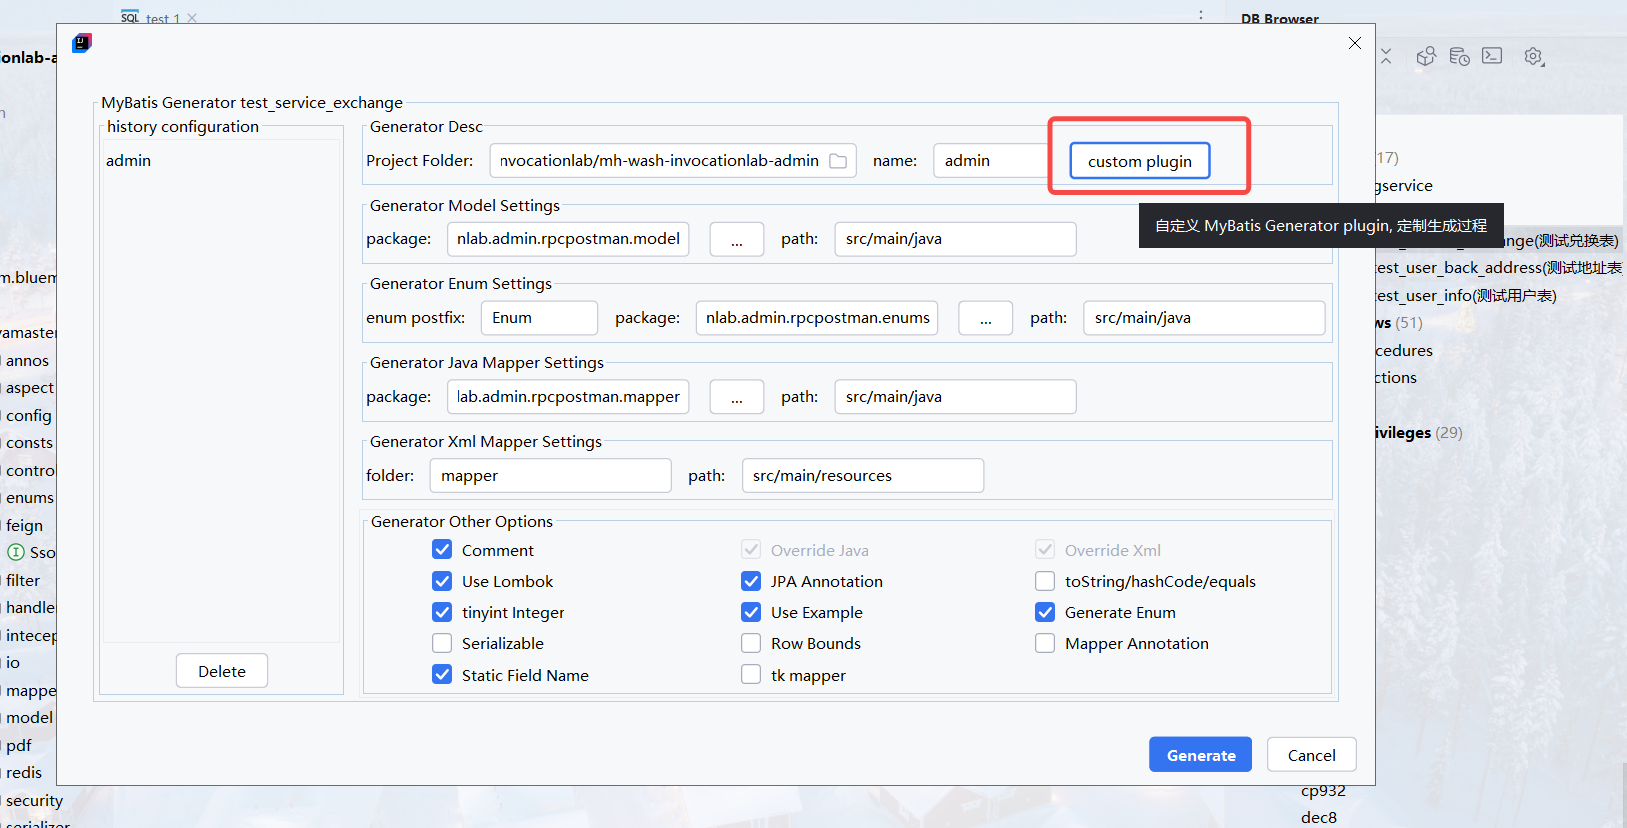 SQL test 1
DB Browser
ionlab-a
MyBatis Generator test_service_exchange
history configuration
admin
Delete
Generator Desc
Project Folder: nvocationlab/mh-wash-invocationlab-admin name: admin custom plugin
自定义 MyBatis Generator plugin, 定制生成过程
Generator Model Settings
package: nlab.admin.rpcpostman.model ... path: src/main/java
Generator Enum Settings
enum postfix: Enum package: nlab.admin.rpcpostman.enums ... path: src/main/java
Generator Java Mapper Settings
package: lab.admin.rpcpostman.mapper ... path: src/main/java
Generator Xml Mapper Settings
folder: mapper path: src/main/resources
Generator Other Options
Comment Override Java Override Xml
Use Lombok JPA Annotation toString/hashCode/equals
tinyint Integer Use Example Generate Enum
Serializable Row Bounds Mapper Annotation
Static Field Name tk mapper
Generate Cancel
m.bluem
vamaster
annos
aspect
config
consts
control
enums
feign
Sso
filter
handler
intecep
io
mappe
model
pdf
redis
security
serializer
17)
gservice
nge(测试兑换表)
test_user_back_address(测试地址表
test_user_info(测试用户表)
ws (51)
cedures
ctions
ivileges (29)
cp932
dec8